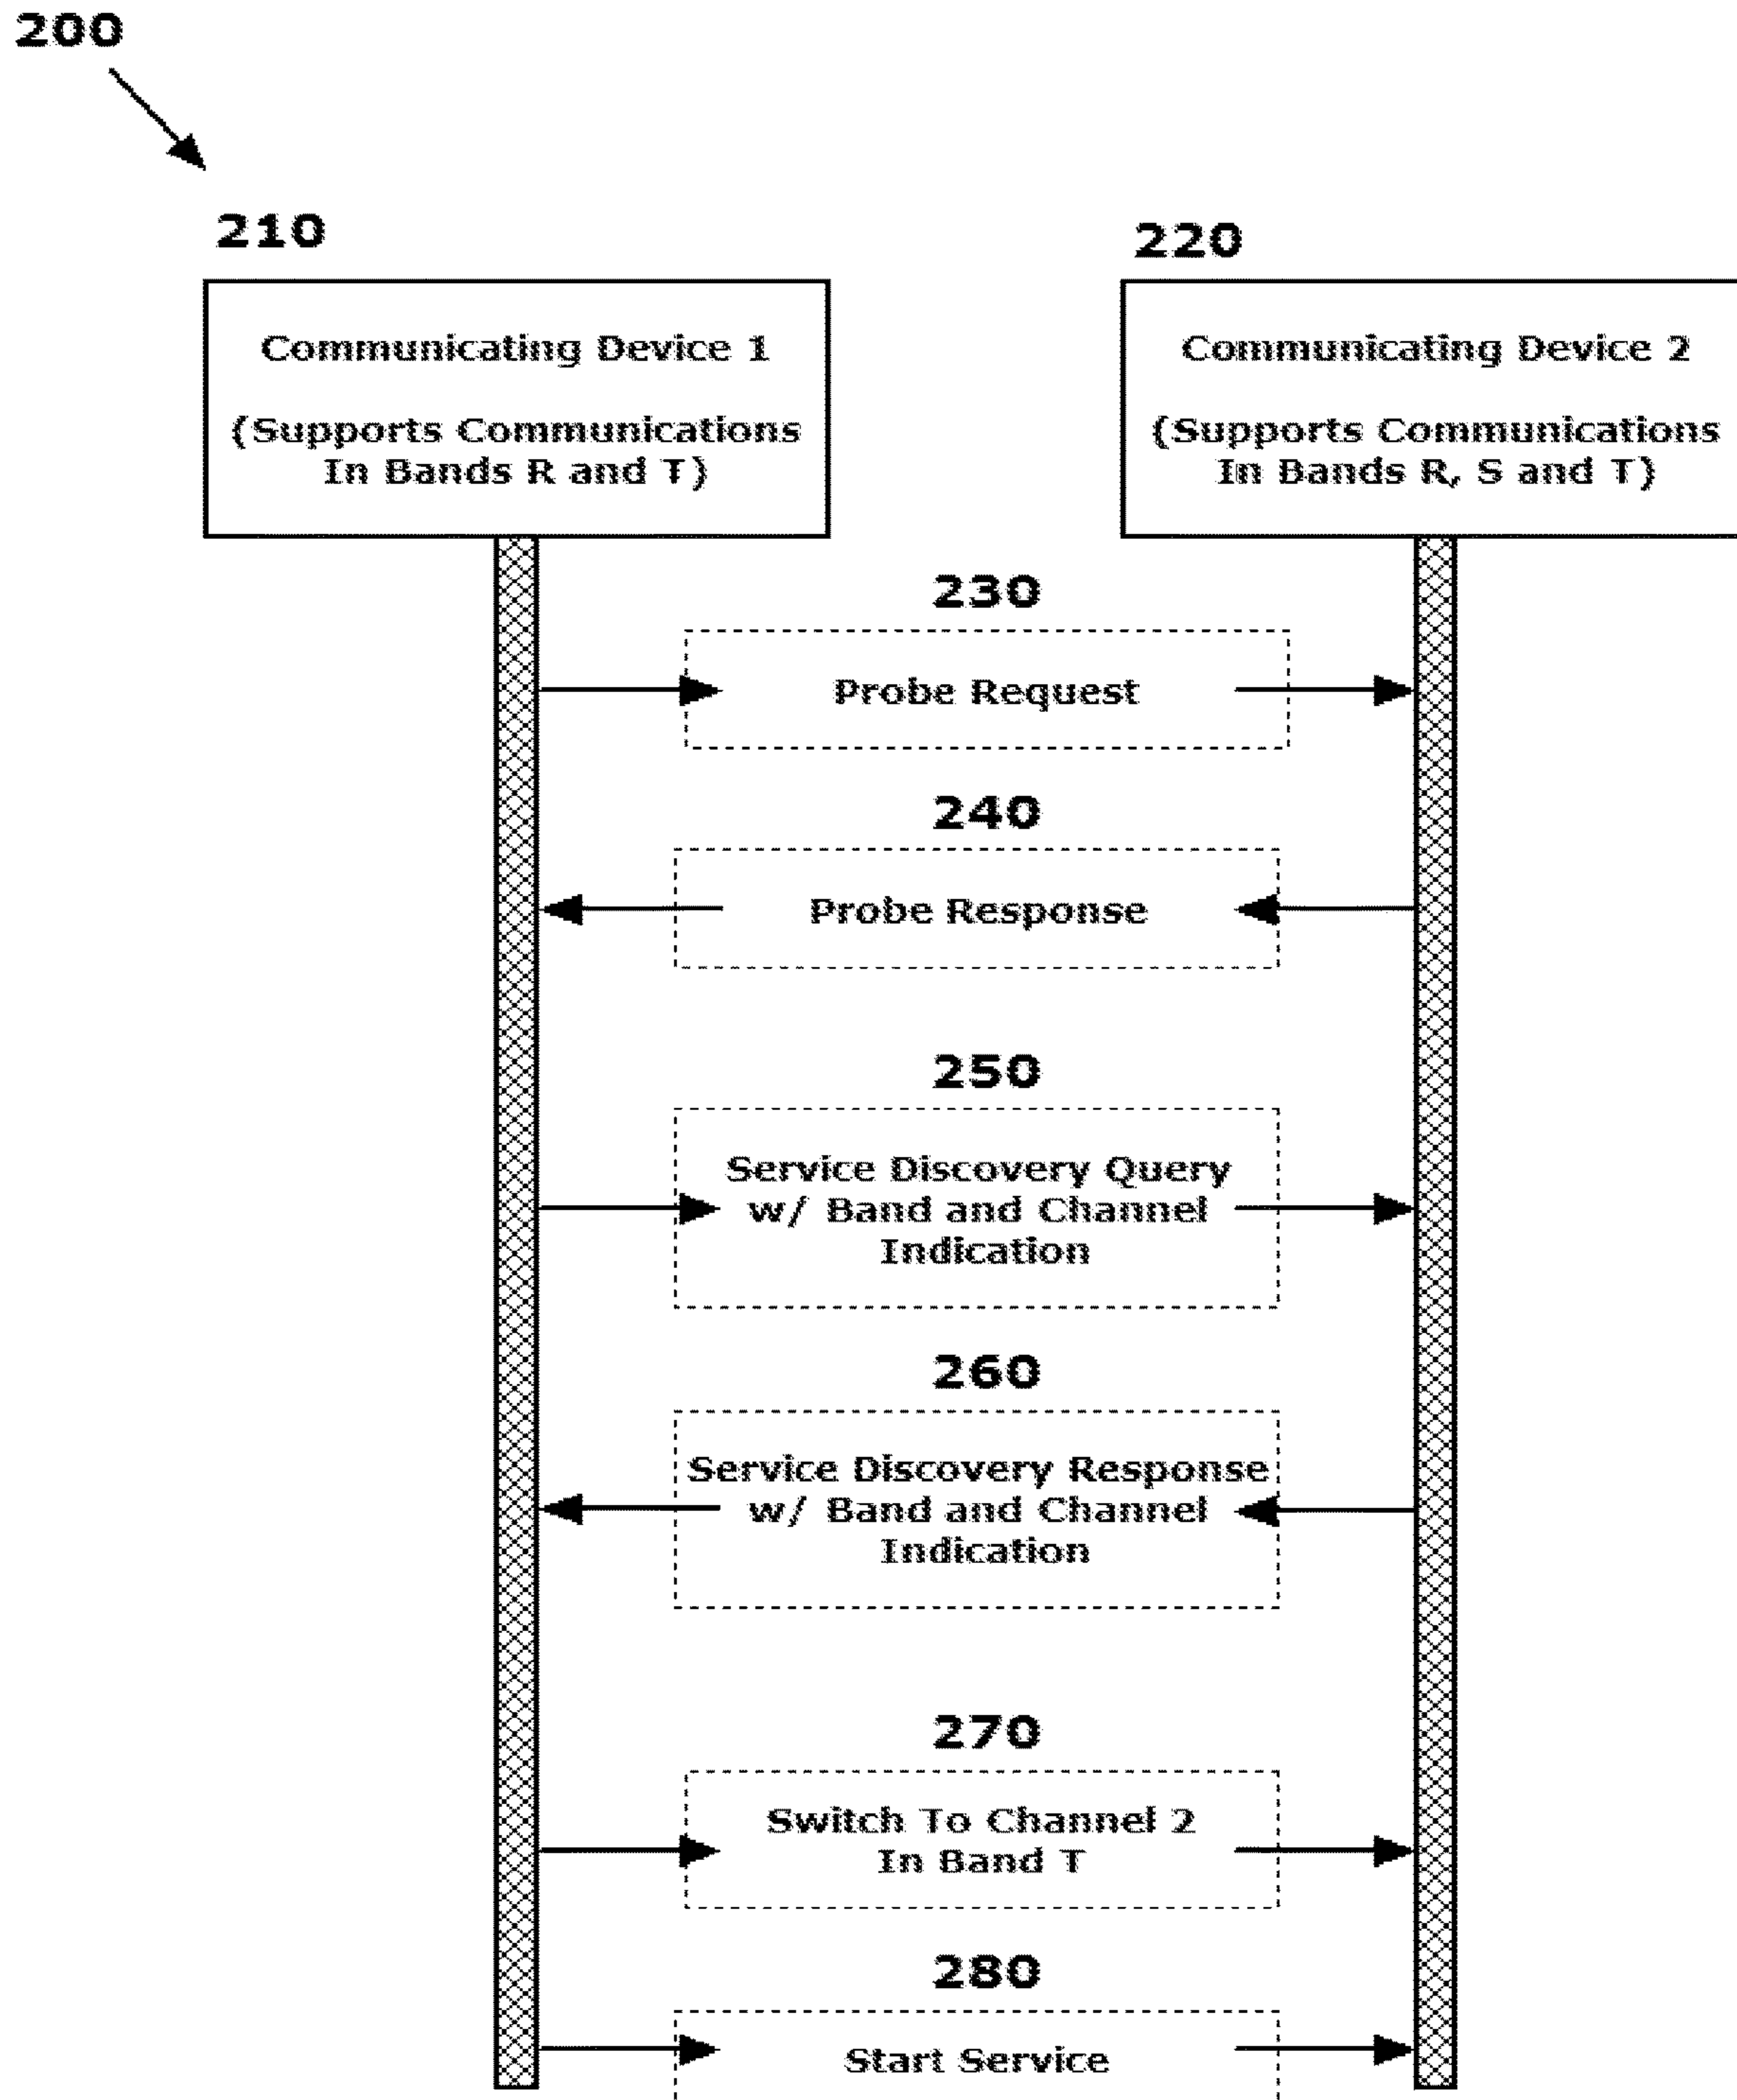 200
210
220
Communicating Device 1
(Supports Communications
In Bands R and T)
Communicating Device 2
(Supports Communications
In Bands R, S and T)
230
Probe Request
240
Probe Response
250
Service Discovery Query
w/ Band and Channel
Indication
260
Service Discovery Response
w/ Band and Channel
Indication
270
Switch To Channel 2
In Band T
280
Start Service